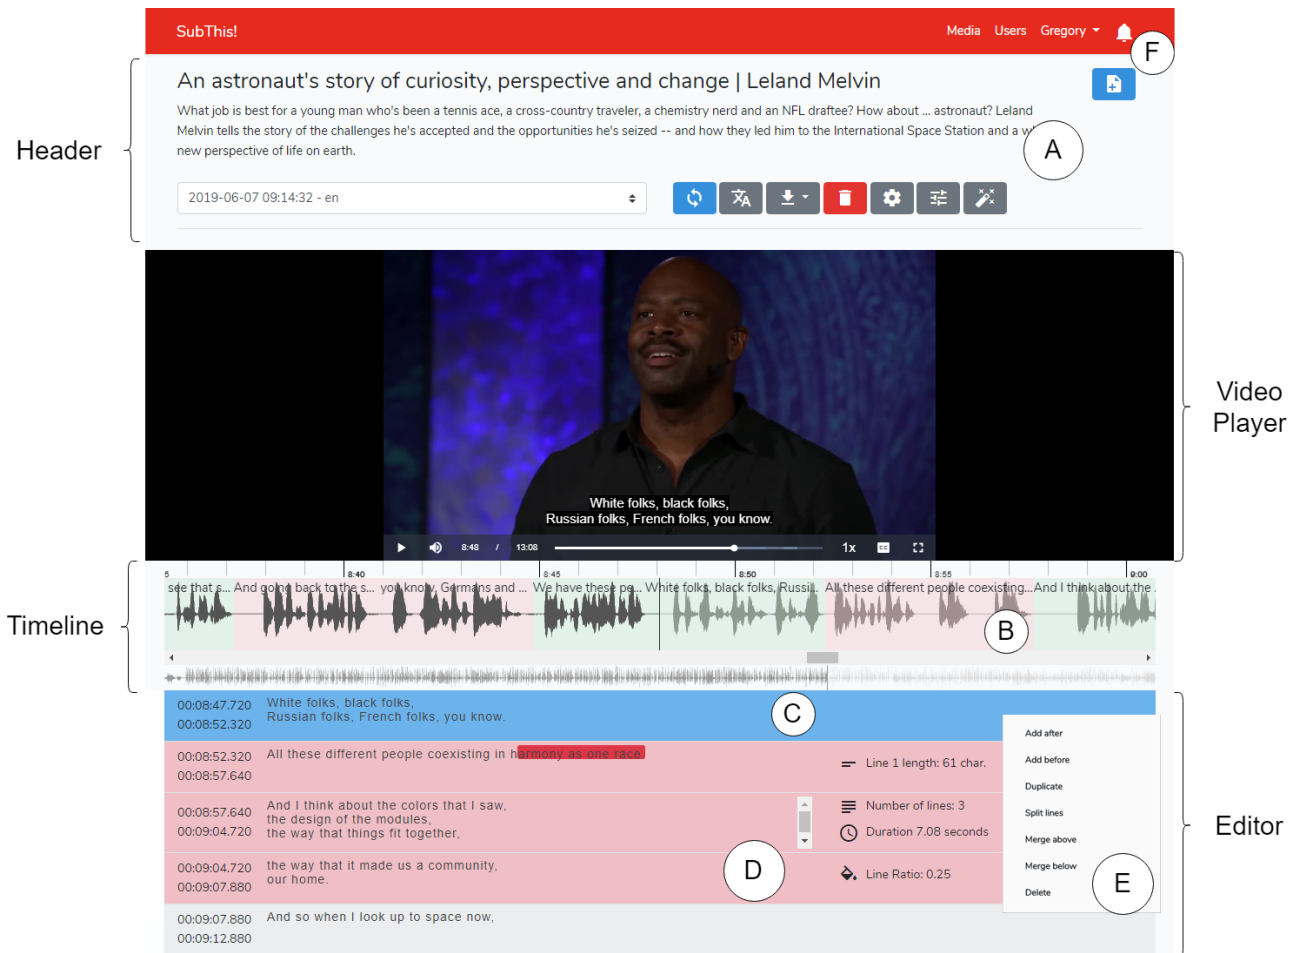 SubThis!
Media Users Gregory
F
An astronaut's story of curiosity, perspective and change | Leland Melvin
What job is best for a young man who's been a tennis ace, a cross-country traveler, a chemistry nerd and an NFL draftee? How about ... astronaut? Leland
Melvin tells the story of the challenges he's accepted and the opportunities he's seized -- and how they led him to the International Space Station and a
new perspective of life on earth.
A
Header
2019-06-07 09:14:32 - en
Video
Player
White folks, black folks,
Russian folks, French folks, you know.
8:48 / 13:08 1x CC
5 8:40 8:45 8:50 8:55 9:00
see that s... And going back to the s... you know, Germans and ... We have these pe... White folks, black folks, Russi... All these different people coexisting... And I think about the
B
Timeline
00:08:47.720 White folks, black folks,
00:08:52.320 Russian folks, French folks, you know.
C
00:08:52.320 All these different people coexisting in harmony as one race.
00:08:57.640
Line 1 length: 61 char.
00:08:57.640 And I think about the colors that I saw,
the design of the modules,
00:09:04.720 the way that things fit together,
Number of lines: 3
Duration 7.08 seconds
00:09:04.720 the way that it made us a community,
00:09:07.880 our home.
D
Line Ratio: 0.25
00:09:07.880 And so when I look up to space now,
00:09:12.880
Add after
Add before
Duplicate
Split lines
Merge above
Merge below
Delete
E
Editor